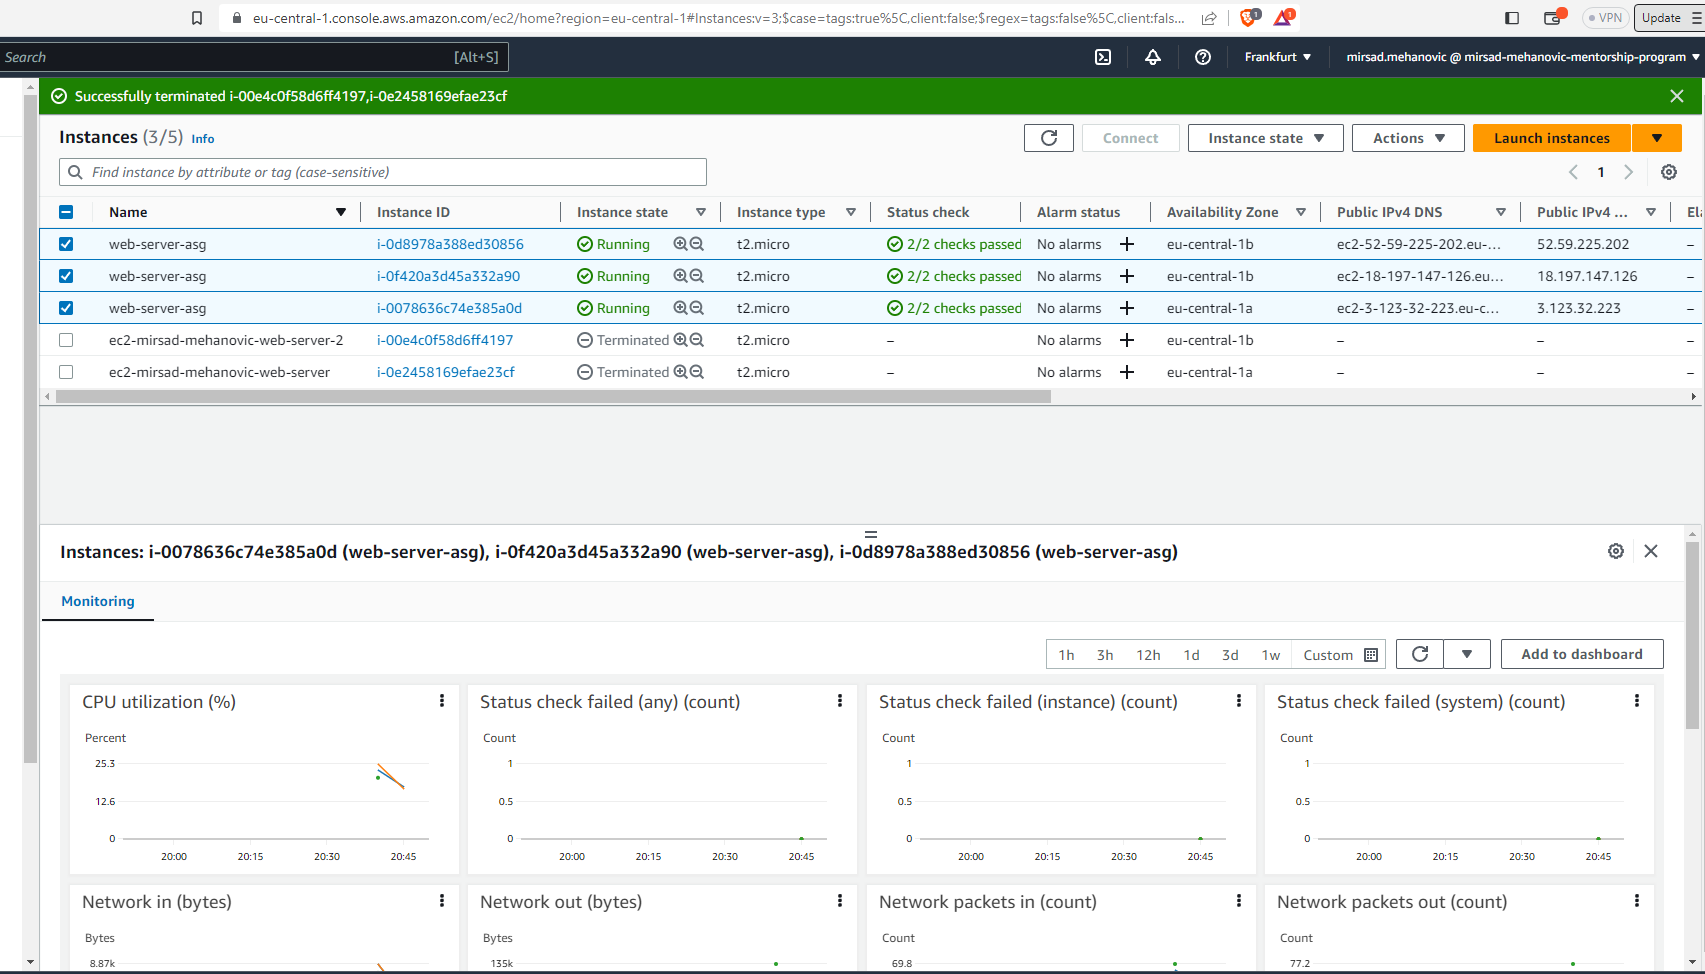 eu-central-1.console.aws.amazon.com/ec2/home?region=eu-central-1#Instances:v=3;$case=tags:true%5C,client:false;$regex=tags:false%5C,client:fals...
1
1
VPN
Update
Search
[Alt+S]
Frankfurt
mirsad.mehanovic @ mirsad-mehanovic-mentorship-program
Successfully terminated i-00e4c0f58d6ff4197,i-0e2458169efae23cf
Instances (3/5) Info
Connect
Instance state
Actions
Launch instances
Find instance by attribute or tag (case-sensitive)
1
Name Instance ID Instance state Instance type Status check Alarm status Availability Zone Public IPv4 DNS Public IPv4 ... Ela
web-server-asg i-0d8978a388ed30856 Running t2.micro 2/2 checks passed No alarms + eu-central-1b ec2-52-59-225-202.eu-... 52.59.225.202 –
web-server-asg i-0f420a3d45a332a90 Running t2.micro 2/2 checks passed No alarms + eu-central-1b ec2-18-197-147-126.eu... 18.197.147.126 –
web-server-asg i-0078636c74e385a0d Running t2.micro 2/2 checks passed No alarms + eu-central-1a ec2-3-123-32-223.eu-c... 3.123.32.223 –
ec2-mirsad-mehanovic-web-server-2 i-00e4c0f58d6ff4197 Terminated t2.micro – No alarms + eu-central-1b – – –
ec2-mirsad-mehanovic-web-server i-0e2458169efae23cf Terminated t2.micro – No alarms + eu-central-1a – – –
Instances: i-0078636c74e385a0d (web-server-asg), i-0f420a3d45a332a90 (web-server-asg), i-0d8978a388ed30856 (web-server-asg)
Monitoring
1h 3h 12h 1d 3d 1w Custom
Add to dashboard
CPU utilization (%)
Percent
25.3
12.6
0
20:00 20:15 20:30 20:45
Status check failed (any) (count)
Count
1
0.5
0
20:00 20:15 20:30 20:45
Status check failed (instance) (count)
Count
1
0.5
0
20:00 20:15 20:30 20:45
Status check failed (system) (count)
Count
1
0.5
0
20:00 20:15 20:30 20:45
Network in (bytes)
Bytes
8.87k
Network out (bytes)
Bytes
135k
Network packets in (count)
Count
69.8
Network packets out (count)
Count
77.2